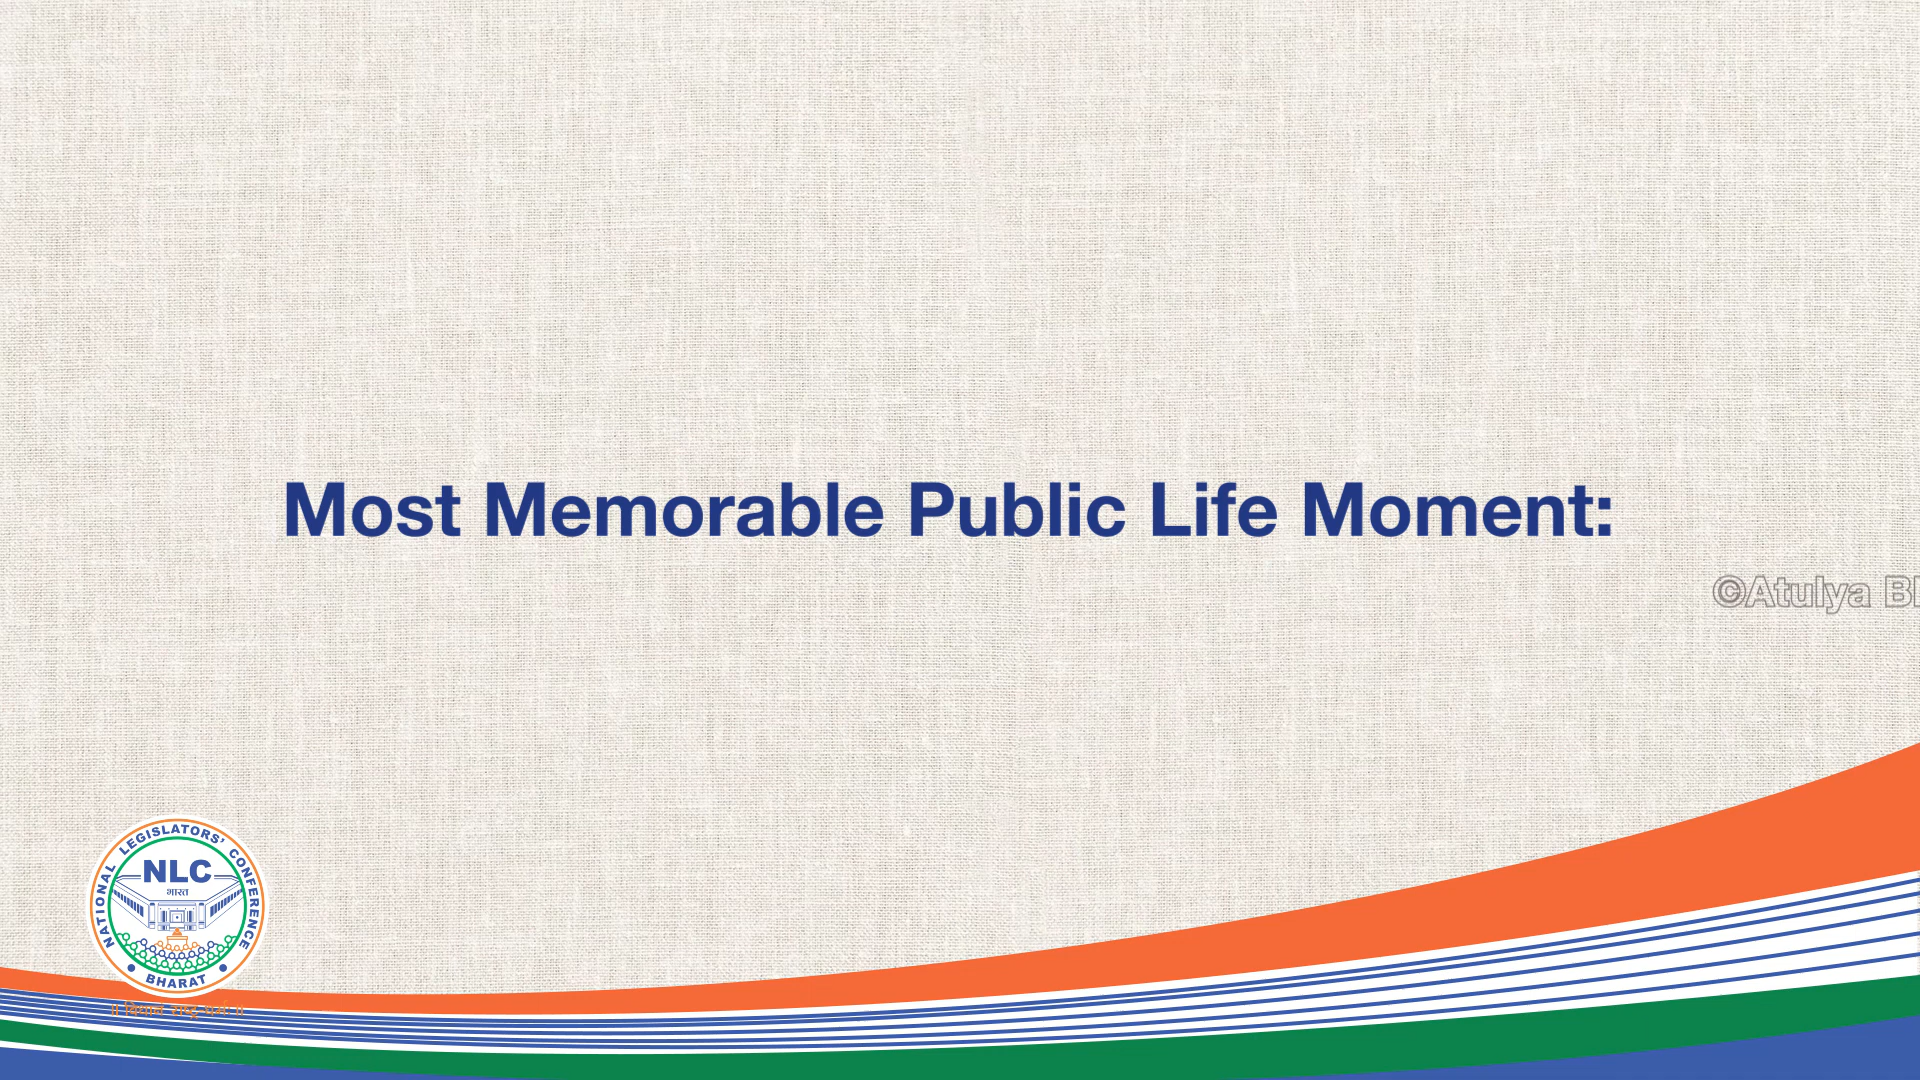 Most Memorable Public Life Moment:
©Atulya
NATIONAL LEGISLATORS' CONFERENCE
NLC
भारत
BHARAT